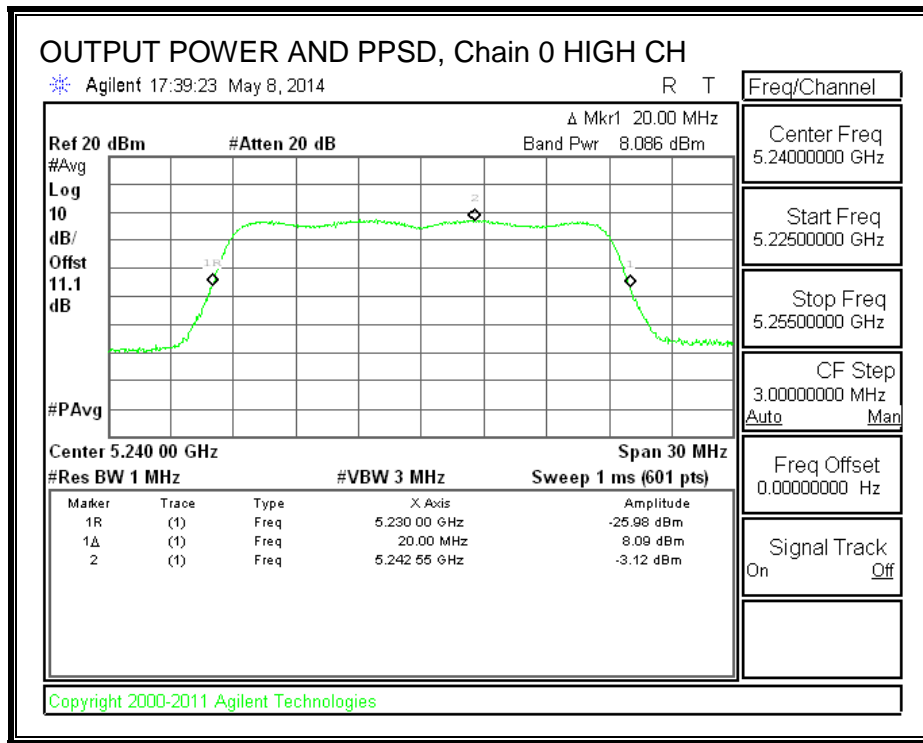 OUTPUT POWER AND PPSD, Chain 0 HIGH CH
Agilent 17:39:23 May 8, 2014 R T
Δ Mkr1 20.00 MHz
Ref 20 dBm #Atten 20 dB Band Pwr 8.086 dBm
#Avg
Log
10
dB/
Offst
11.1
dB
#PAvg
1R
2
1
Center 5.240 00 GHz Span 30 MHz
#Res BW 1 MHz #VBW 3 MHz Sweep 1 ms (601 pts)
Marker Trace Type X Axis Amplitude
1R (1) Freq 5.230 00 GHz -25.98 dBm
1Δ (1) Freq 20.00 MHz 8.09 dBm
2 (1) Freq 5.242 55 GHz -3.12 dBm
Freq/Channel
Center Freq
5.24000000 GHz
Start Freq
5.22500000 GHz
Stop Freq
5.25500000 GHz
CF Step
3.00000000 MHz
Auto Man
Freq Offset
0.00000000 Hz
Signal Track
On Off
Copyright 2000-2011 Agilent Technologies